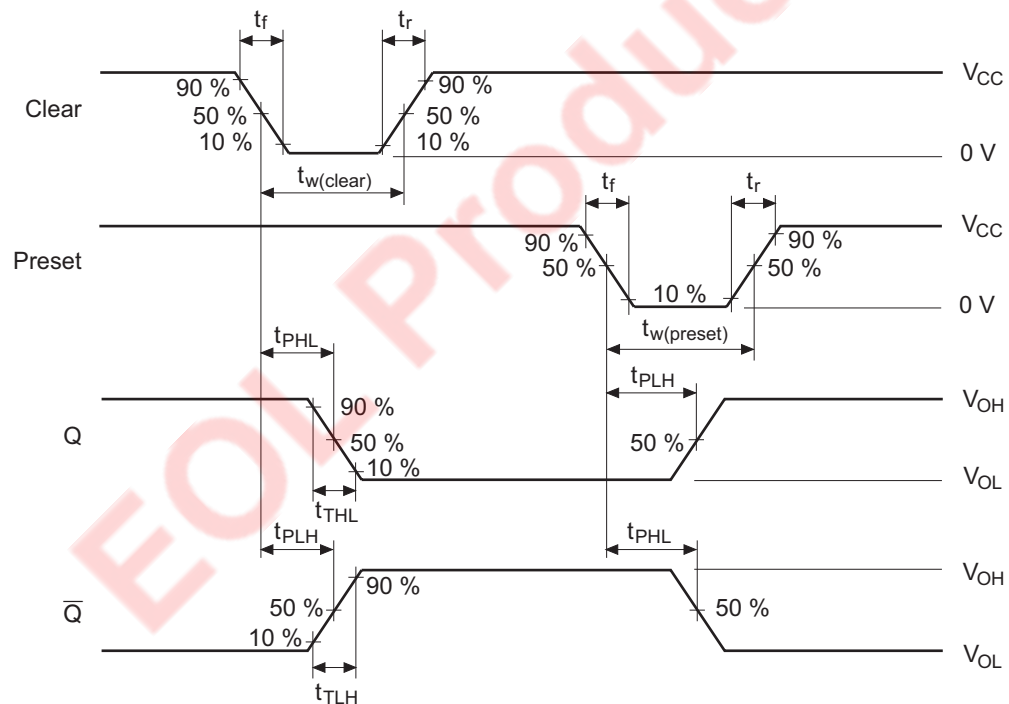 tf tr
90 % 90 % VCC
Clear 50 % 50 %
10 % 10 % 0 V
tw(clear) tf tr
VCC
90 % 90 %
Preset 50 % 50 %
10 % 0 V
tPHL tw(preset)
tPLH VOH
90 %
Q 50 % 50 %
10 % VOL
tTHL
tPLH tPHL VOH
90 %
Q̅ 50 % 50 %
10 % VOL
tTLH
EOL Produc